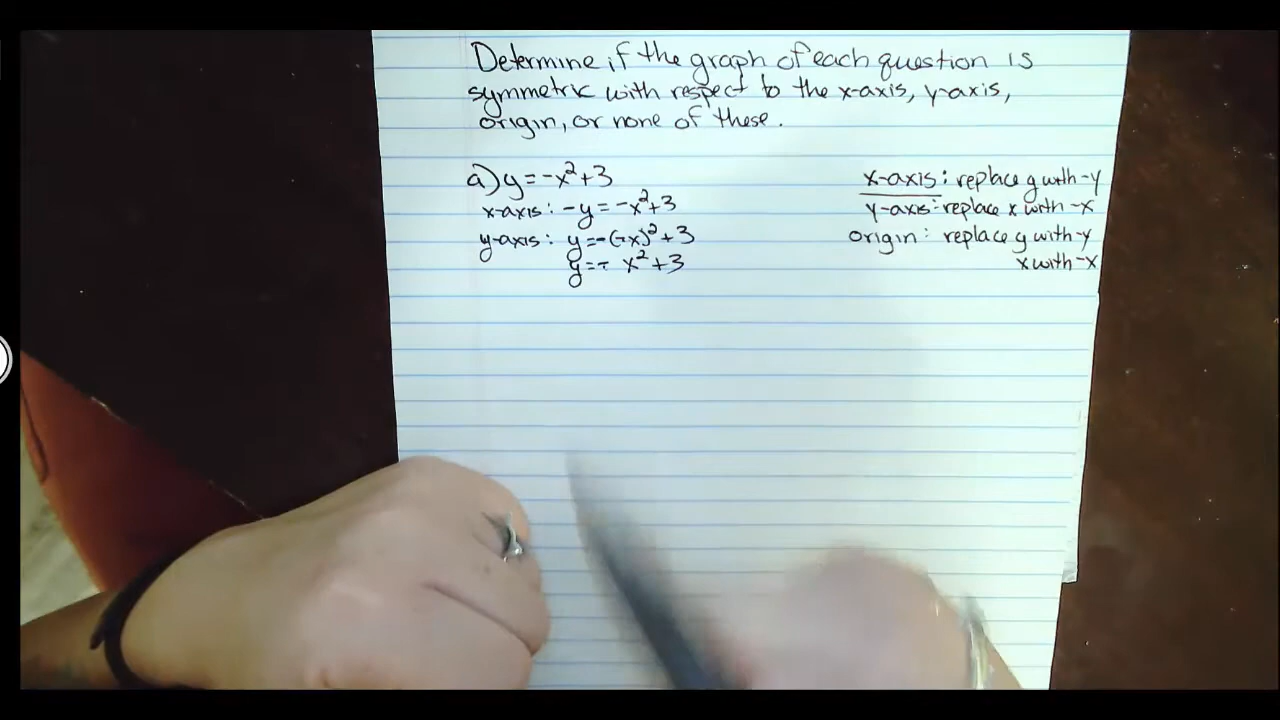 Determine if the graph of each question is
symmetric with respect to the x-axis, y-axis,
origin, or none of these.
a) y=-x²+3
x-axis: -y=-x²+3
y-axis: y=-(-x)²+3
y=-x²+3
x-axis: replace y with -y
y-axis: replace x with -x
origin: replace y with -y
x with -x